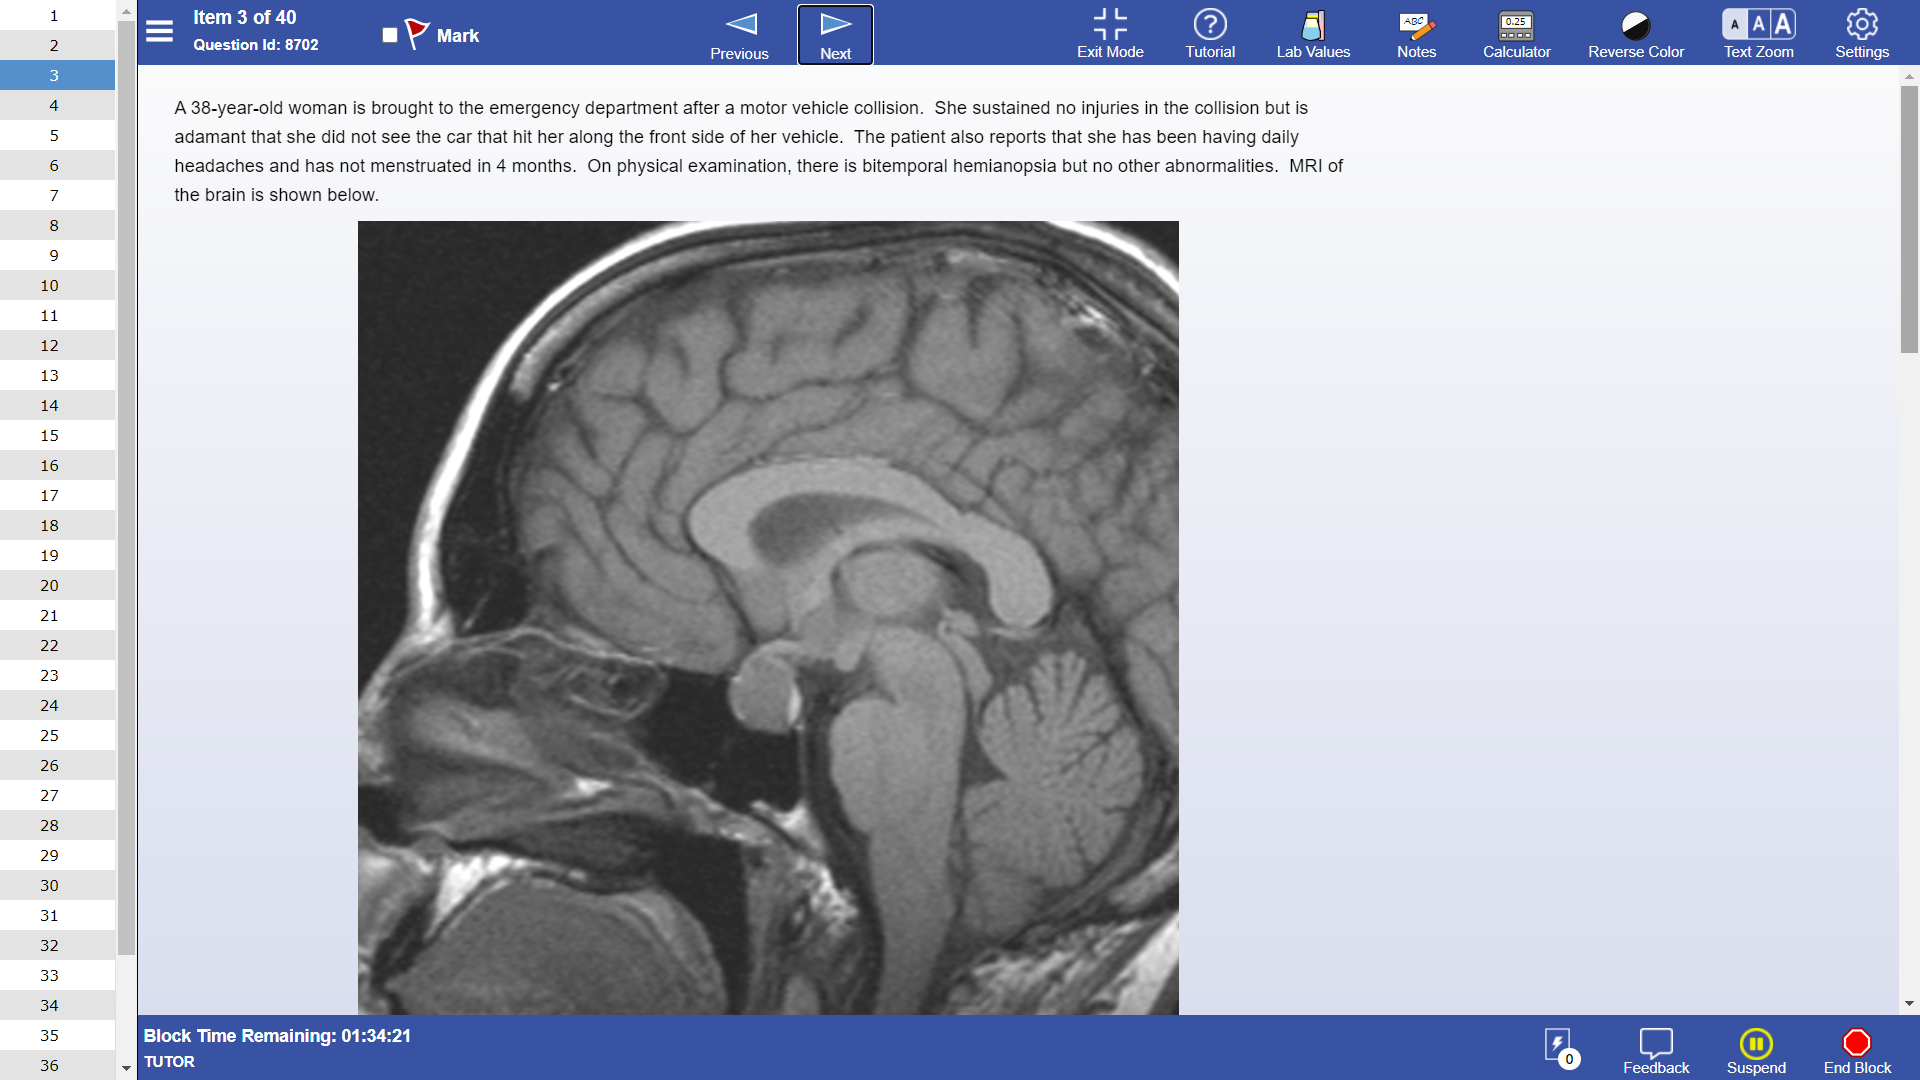 1
2
3
4
5
6
7
8
9
10
11
12
13
14
15
16
17
18
19
20
21
22
23
24
25
26
27
28
29
30
31
32
33
34
35
36
Item 3 of 40
Question Id: 8702
Mark
Previous
Next
Exit Mode
Tutorial
Lab Values
ABC
Notes
0.25
Calculator
Reverse Color
A A A
Text Zoom
Settings
A 38-year-old woman is brought to the emergency department after a motor vehicle collision.  She sustained no injuries in the collision but is
adamant that she did not see the car that hit her along the front side of her vehicle.  The patient also reports that she has been having daily
headaches and has not menstruated in 4 months.  On physical examination, there is bitemporal hemianopsia but no other abnormalities.  MRI of
the brain is shown below.
Block Time Remaining: 01:34:21
TUTOR
0
Feedback
Suspend
End Block